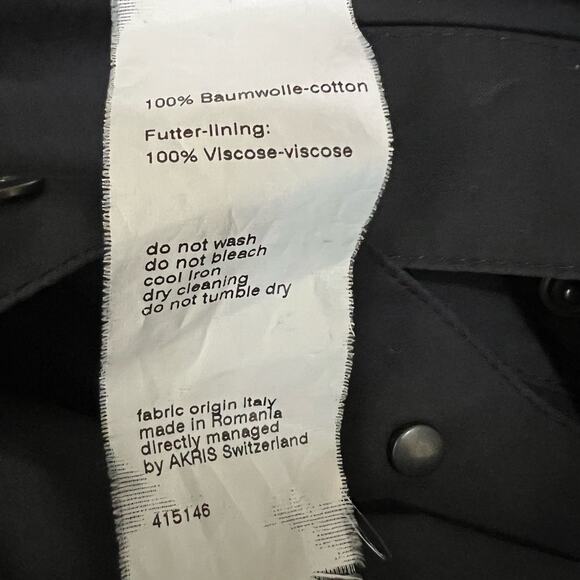 100% Baumwolle-cotton
Futter-lining:
100% Viscose-viscose
do not wash
do not bleach
cool iron
dry cleaning
do not tumble dry
fabric origin Italy
made in Romania
directly managed
by AKRIS Switzerland
415146